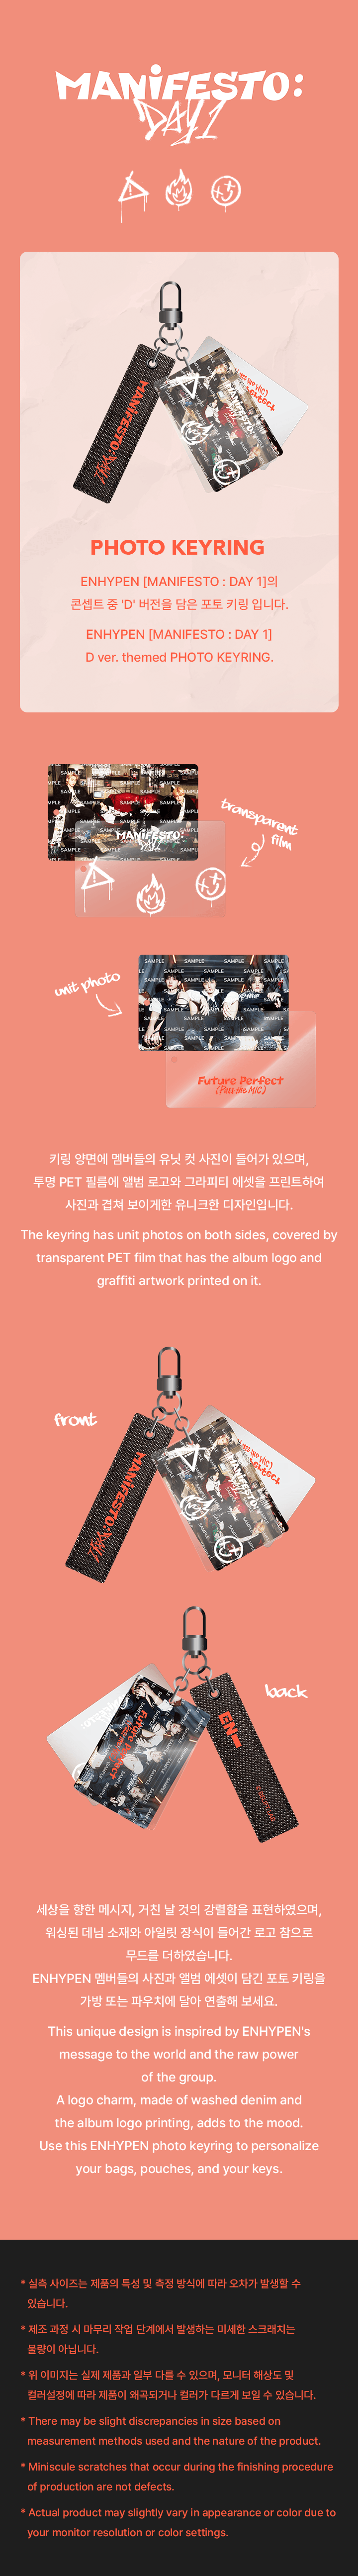 MANIFESTO:
DAY 1
MANIFESTO:
PHOTO KEYRING
ENHYPEN [MANIFESTO : DAY 1]의
콘셉트 중 'D' 버전을 담은 포토 키링 입니다.
ENHYPEN [MANIFESTO : DAY 1]
D ver. themed PHOTO KEYRING.
SAMPLE
MANIFESTO:
transparent
film
unit photo
SAMPLE
Future Perfect
(Pass the MIC)
키링 양면에 멤버들의 유닛 컷 사진이 들어가 있으며,
투명 PET 필름에 앨범 로고와 그라피티 에셋을 프린트하여
사진과 겹쳐 보이게한 유니크한 디자인입니다.
The keyring has unit photos on both sides, covered by
transparent PET film that has the album logo and
graffiti artwork printed on it.
front
MANIFESTO:
back
EN-
Future Perfect
세상을 향한 메시지, 거친 날 것의 강렬함을 표현하였으며,
워싱된 데님 소재와 아일릿 장식이 들어간 로고 참으로
무드를 더하였습니다.
ENHYPEN 멤버들의 사진과 앨범 에셋이 담긴 포토 키링을
가방 또는 파우치에 달아 연출해 보세요.
This unique design is inspired by ENHYPEN's
message to the world and the raw power
of the group.
A logo charm, made of washed denim and
the album logo printing, adds to the mood.
Use this ENHYPEN photo keyring to personalize
your bags, pouches, and your keys.
* 실측 사이즈는 제품의 특성 및 측정 방식에 따라 오차가 발생할 수
있습니다.
* 제조 과정 시 마무리 작업 단계에서 발생하는 미세한 스크래치는
불량이 아닙니다.
* 위 이미지는 실제 제품과 일부 다를 수 있으며, 모니터 해상도 및
컬러설정에 따라 제품이 왜곡되거나 컬러가 다르게 보일 수 있습니다.
* There may be slight discrepancies in size based on
measurement methods used and the nature of the product.
* Miniscule scratches that occur during the finishing procedure
of production are not defects.
* Actual product may slightly vary in appearance or color due to
your monitor resolution or color settings.